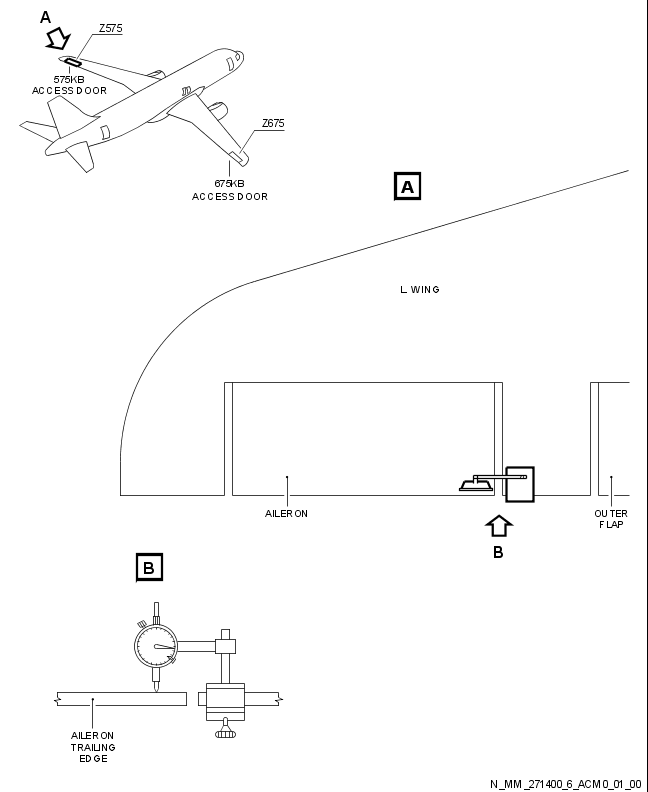 A
Z575
575KB
ACCESS DOOR
Z675
675KB
ACCESS DOOR
A
L WING
AILERON
OUTER
FLAP
B
B
AILERON
TRAILING
EDGE
N_MM_271400_6_ACM0_01_00